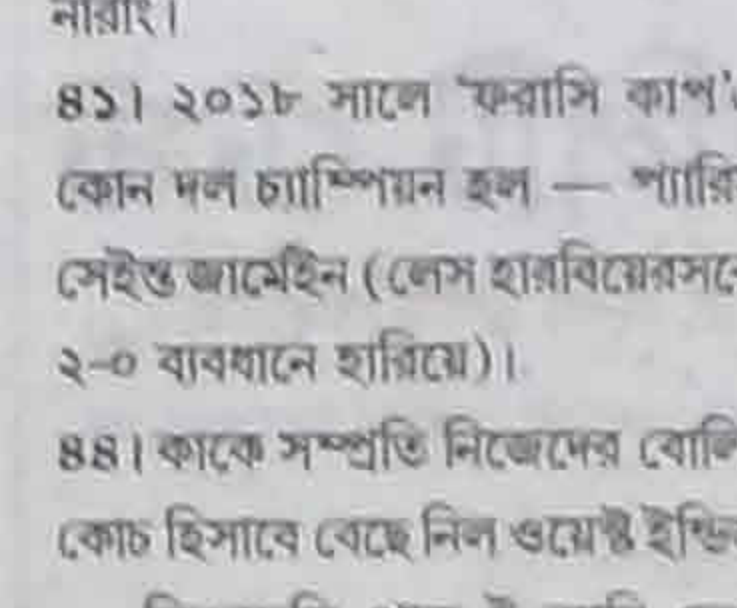 নারাং।
৪১। ২০১৮ সালে 'ফরাসি কাপ'
কোন দল চ্যাম্পিয়ন হল — প্যারি
সেইন্ত জার্মেইন (লেস হারবিয়েরসকে
২-০ ব্যবধানে হারিয়ে)।
৪৪। কাকে সম্প্রতি নিজেদের বোলি
কোচ হিসাবে বেছে নিল ওয়েস্ট ইন্ডি